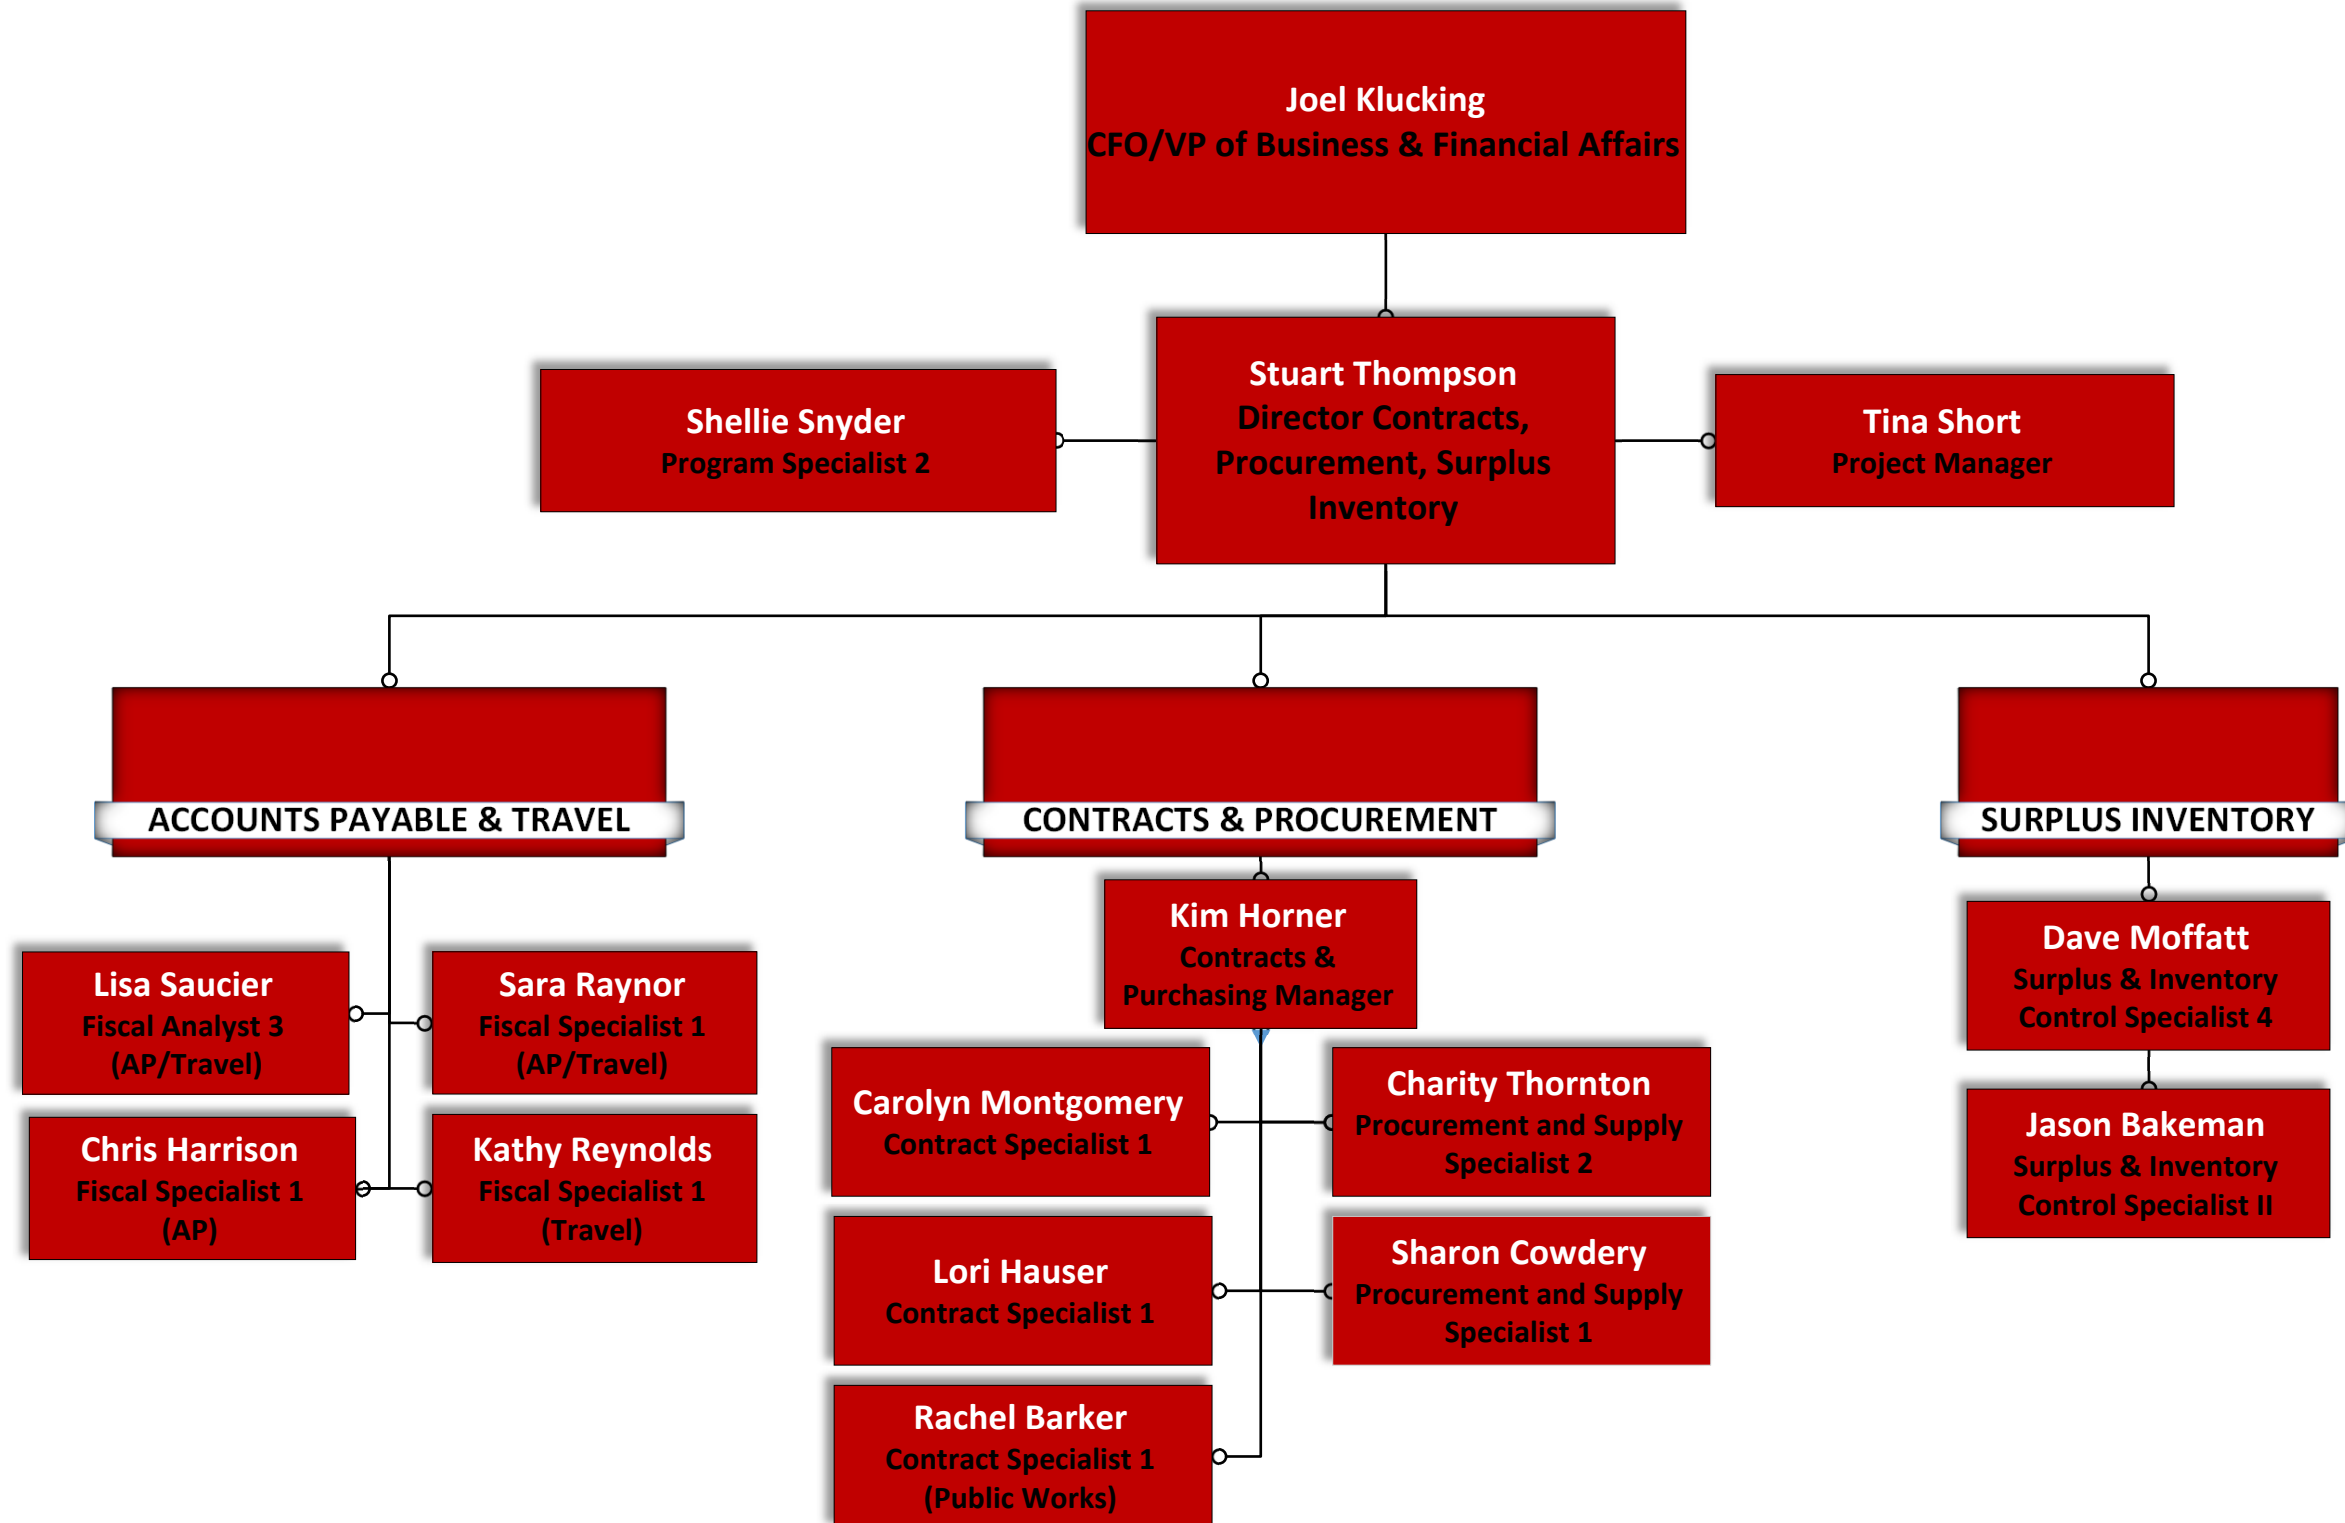 Joel Klucking
CFO/VP of Business & Financial Affairs
Stuart Thompson
Director Contracts,
Procurement, Surplus
Inventory
Shellie Snyder
Program Specialist 2
Tina Short
Project Manager
ACCOUNTS PAYABLE & TRAVEL
CONTRACTS & PROCUREMENT
SURPLUS INVENTORY
Lisa Saucier
Fiscal Analyst 3
(AP/Travel)
Sara Raynor
Fiscal Specialist 1
(AP/Travel)
Chris Harrison
Fiscal Specialist 1
(AP)
Kathy Reynolds
Fiscal Specialist 1
(Travel)
Kim Horner
Contracts &
Purchasing Manager
Carolyn Montgomery
Contract Specialist 1
Charity Thornton
Procurement and Supply
Specialist 2
Lori Hauser
Contract Specialist 1
Sharon Cowdery
Procurement and Supply
Specialist 1
Rachel Barker
Contract Specialist 1
(Public Works)
Dave Moffatt
Surplus & Inventory
Control Specialist 4
Jason Bakeman
Surplus & Inventory
Control Specialist II